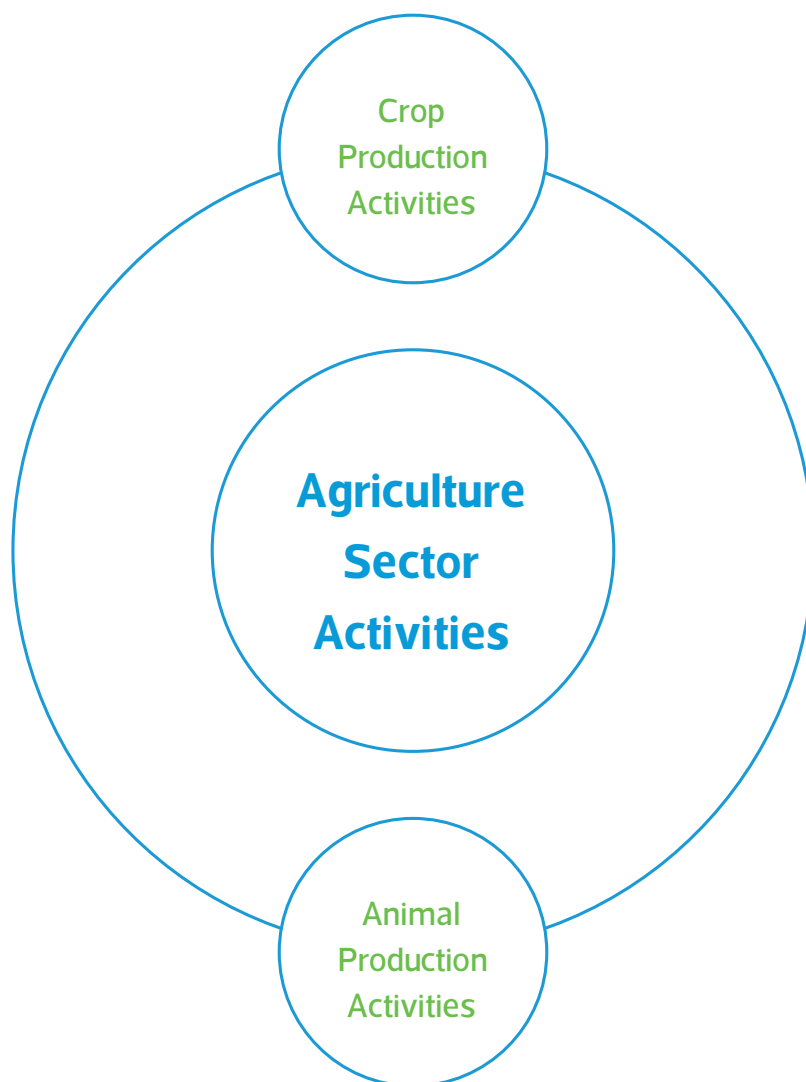 Crop
Production
Activities
Agriculture
Sector
Activities
Animal
Production
Activities